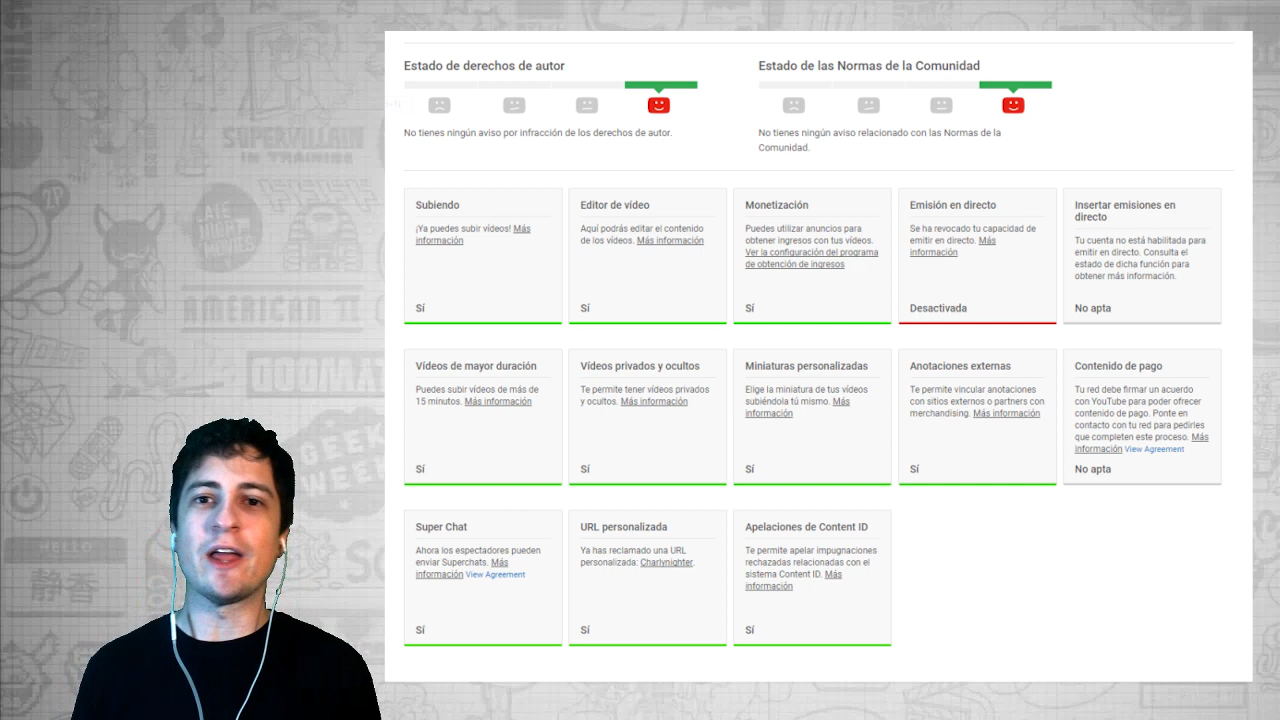 Estado de derechos de autor
No tienes ningún aviso por infracción de los derechos de autor.
Estado de las Normas de la Comunidad
No tienes ningún aviso relacionado con las Normas de la
Comunidad.
Subiendo
¡Ya puedes subir vídeos! Más
información
Sí
Editor de vídeo
Aquí podrás editar el contenido
de los vídeos. Más información
Sí
Monetización
Puedes utilizar anuncios para
obtener ingresos con tus vídeos.
Ver la configuración del programa
de obtención de ingresos
Sí
Emisión en directo
Se ha revocado tu capacidad de
emitir en directo. Más
información
Desactivada
Insertar emisiones en
directo
Tu cuenta no está habilitada para
emitir en directo. Consulta el
estado de dicha función para
obtener más información.
No apta
Vídeos de mayor duración
Puedes subir vídeos de más de
15 minutos. Más información
Sí
Vídeos privados y ocultos
Te permite tener vídeos privados
y ocultos. Más información
Sí
Miniaturas personalizadas
Elige la miniatura de tus vídeos
subiéndola tú mismo. Más
información
Sí
Anotaciones externas
Te permite vincular anotaciones
con sitios externos o partners con
merchandising. Más información
Sí
Contenido de pago
Tu red debe firmar un acuerdo
con YouTube para poder ofrecer
contenido de pago. Ponte en
contacto con tu red para pedirles
que completen este proceso. Más
información View Agreement
No apta
Super Chat
Ahora los espectadores pueden
enviar Superchats. Más
información View Agreement
Sí
URL personalizada
Ya has reclamado una URL
personalizada: Charlynighter.
Sí
Apelaciones de Content ID
Te permite apelar impugnaciones
rechazadas relacionadas con el
sistema Content ID. Más
información
Sí
SUPERVILLAIN
IN TRAINING
2P
AMERICAN
GEEK
WEEK
HELLO